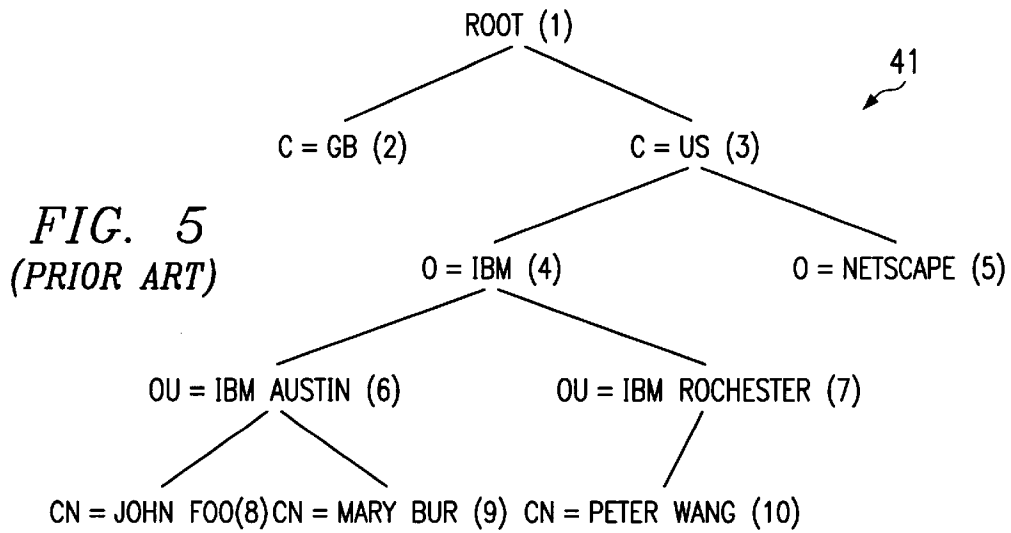 ROOT (1)
41
C = GB (2)
C = US (3)
FIG. 5
(PRIOR ART)
O = IBM (4)
O = NETSCAPE (5)
OU = IBM AUSTIN (6)
OU = IBM ROCHESTER (7)
CN = JOHN FOO(8)
CN = MARY BUR (9)
CN = PETER WANG (10)